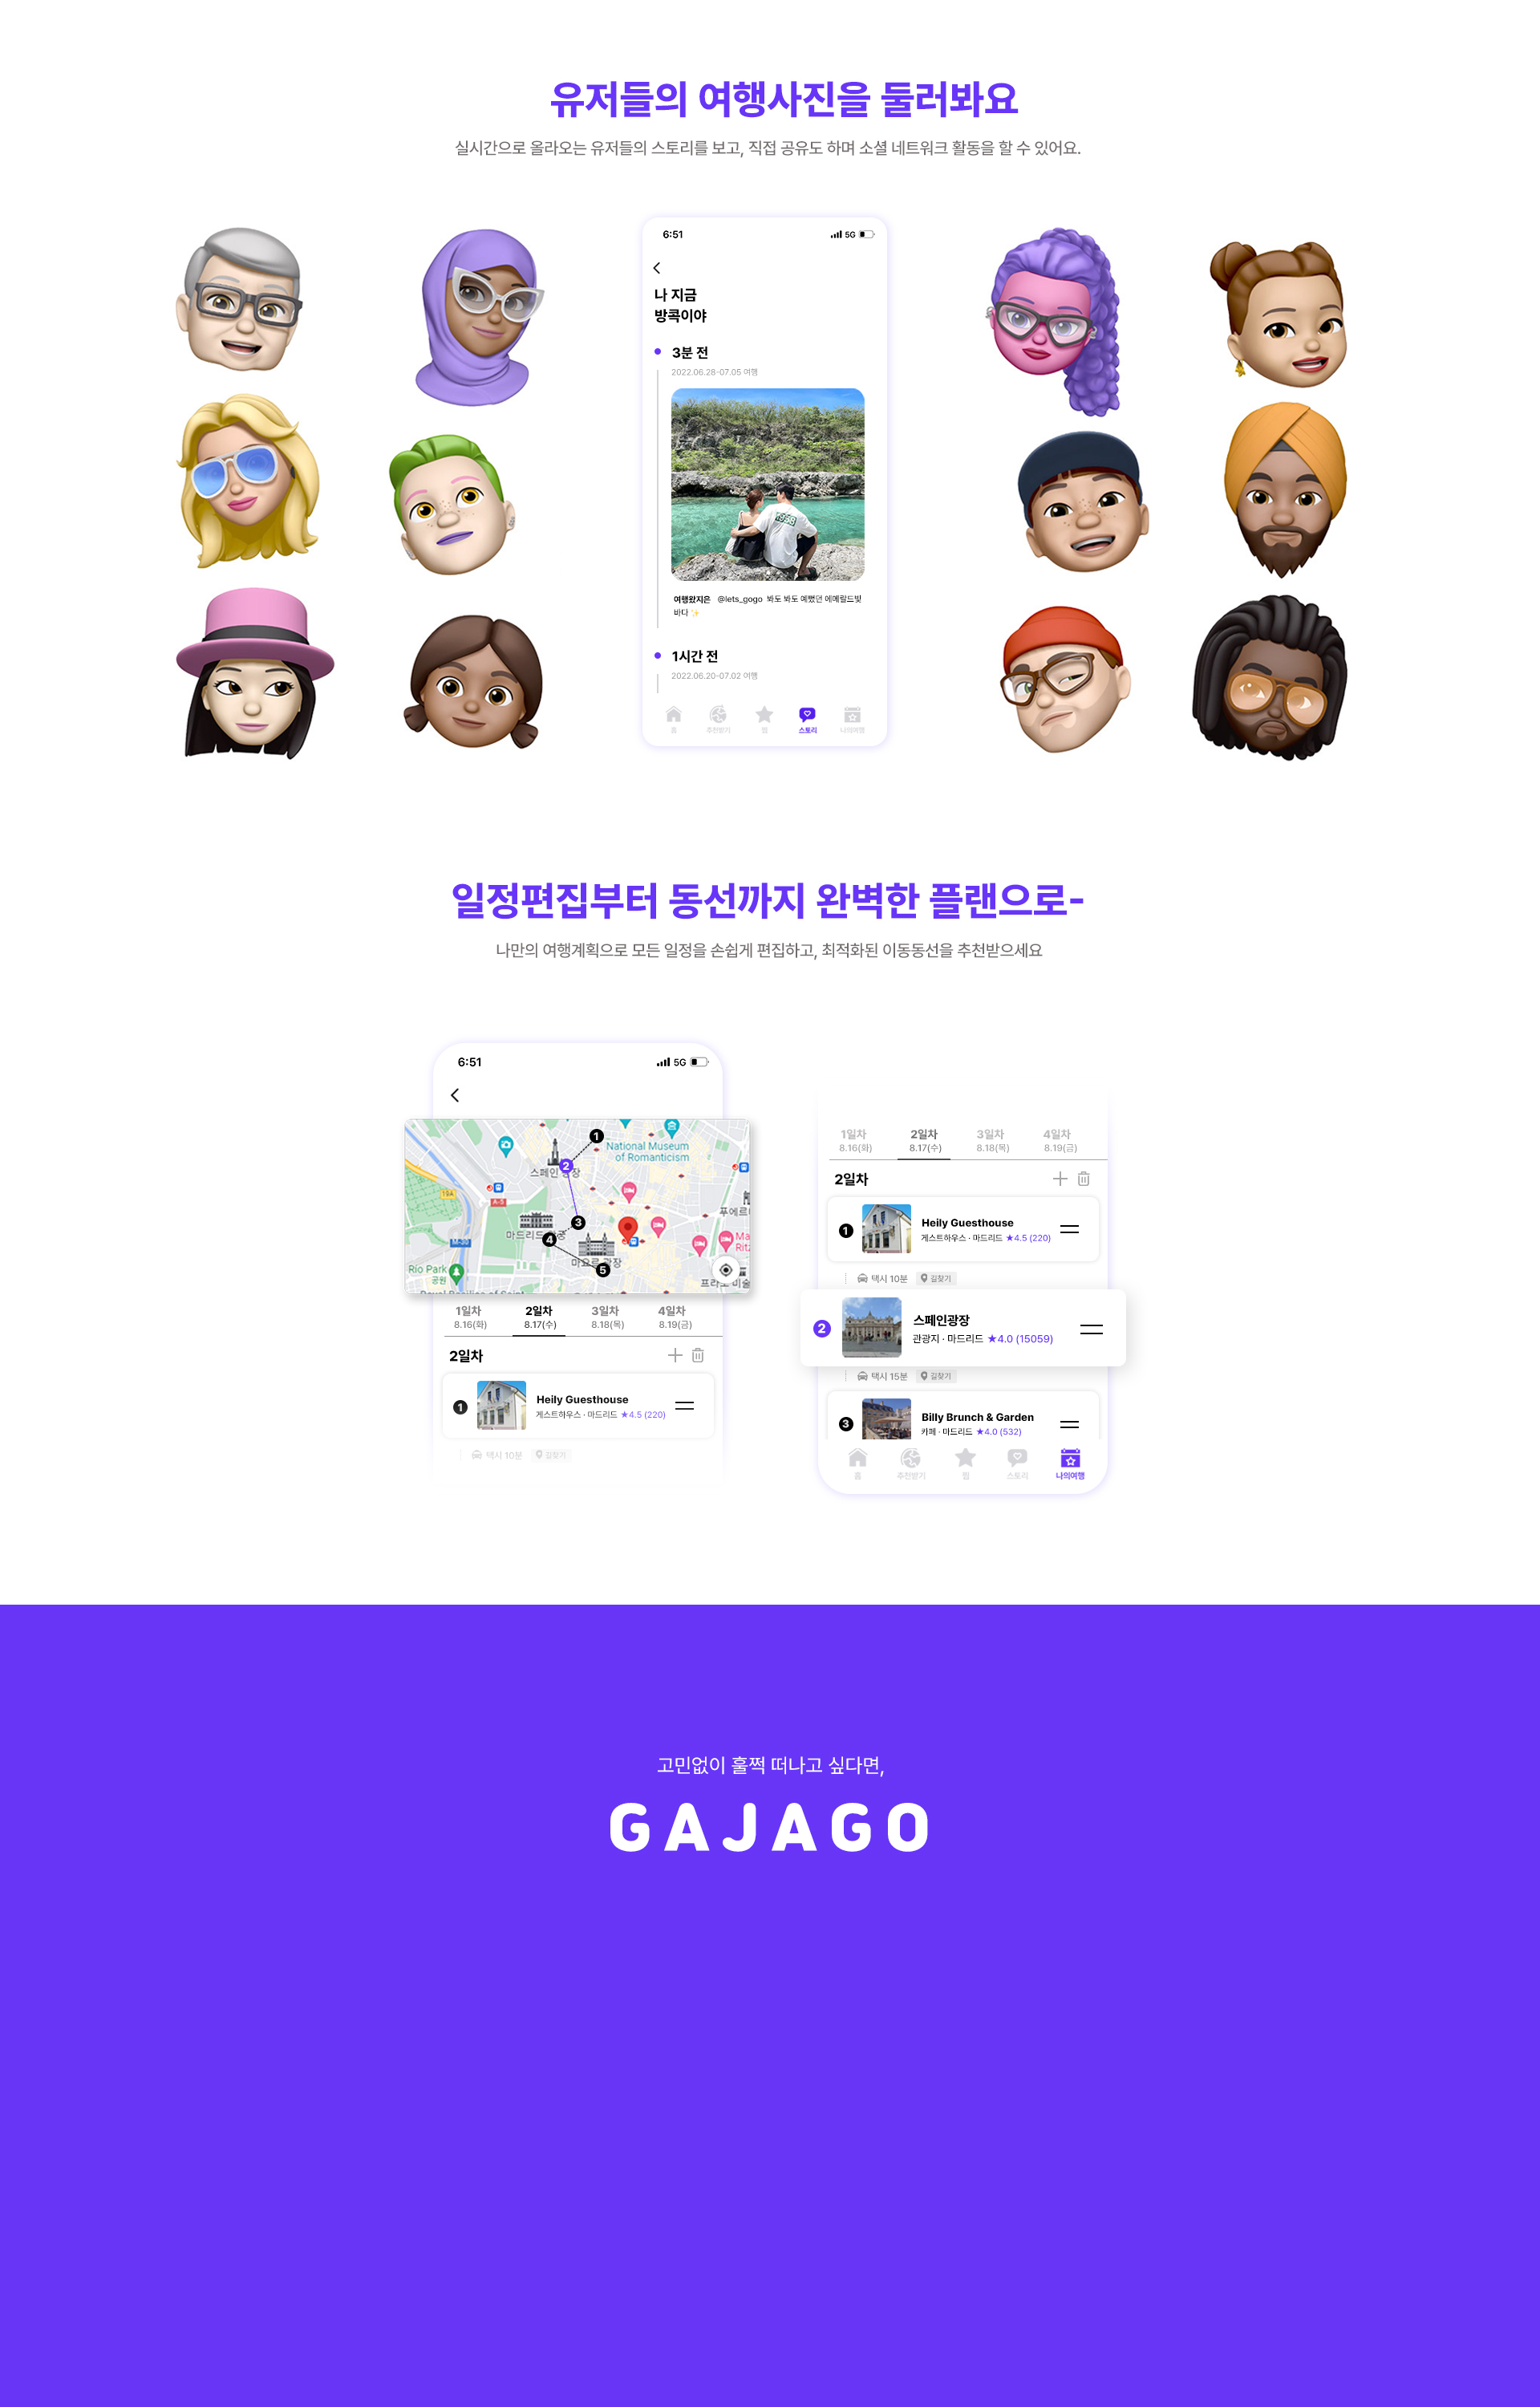 유저들의 여행사진을 둘러봐요
실시간으로 올라오는 유저들의 스토리를 보고, 직접 공유도 하며 소셜 네트워크 활동을 할 수 있어요.
6:51
5G
나 지금
방콕이야
3분 전
2022.06.28-07.05 여행
1998
여행왔지은 @lets_gogo 봐도 봐도 예뻤던 에메랄드빛
바다 ✨
1시간 전
2022.06.20-07.02 여행
홈
추천받기
찜
스토리
나의여행
일정편집부터 동선까지 완벽한 플랜으로-
나만의 여행계획으로 모든 일정을 손쉽게 편집하고, 최적화된 이동동선을 추천받으세요
6:51
5G
1
National Museum
of Romanticism
2
스페인 광장
19A
A-5
3
마드리드
4
M-30
마요르 광장
5
Río Park
공원
푸에르
Ma
Ritz
프라도 미술
1일차
8.16(화)
2일차
8.17(수)
3일차
8.18(목)
4일차
8.19(금)
2일차
1
Heily Guesthouse
게스트하우스 · 마드리드 ★4.5 (220)
택시 10분
길찾기
1일차
8.16(화)
2일차
8.17(수)
3일차
8.18(목)
4일차
8.19(금)
2일차
1
Heily Guesthouse
게스트하우스 · 마드리드 ★4.5 (220)
택시 10분
길찾기
2
스페인광장
관광지 · 마드리드 ★4.0 (15059)
택시 15분
길찾기
3
Billy Brunch & Garden
카페 · 마드리드 ★4.0 (532)
홈
추천받기
찜
스토리
나의여행
고민없이 훌쩍 떠나고 싶다면,
GAJAGO